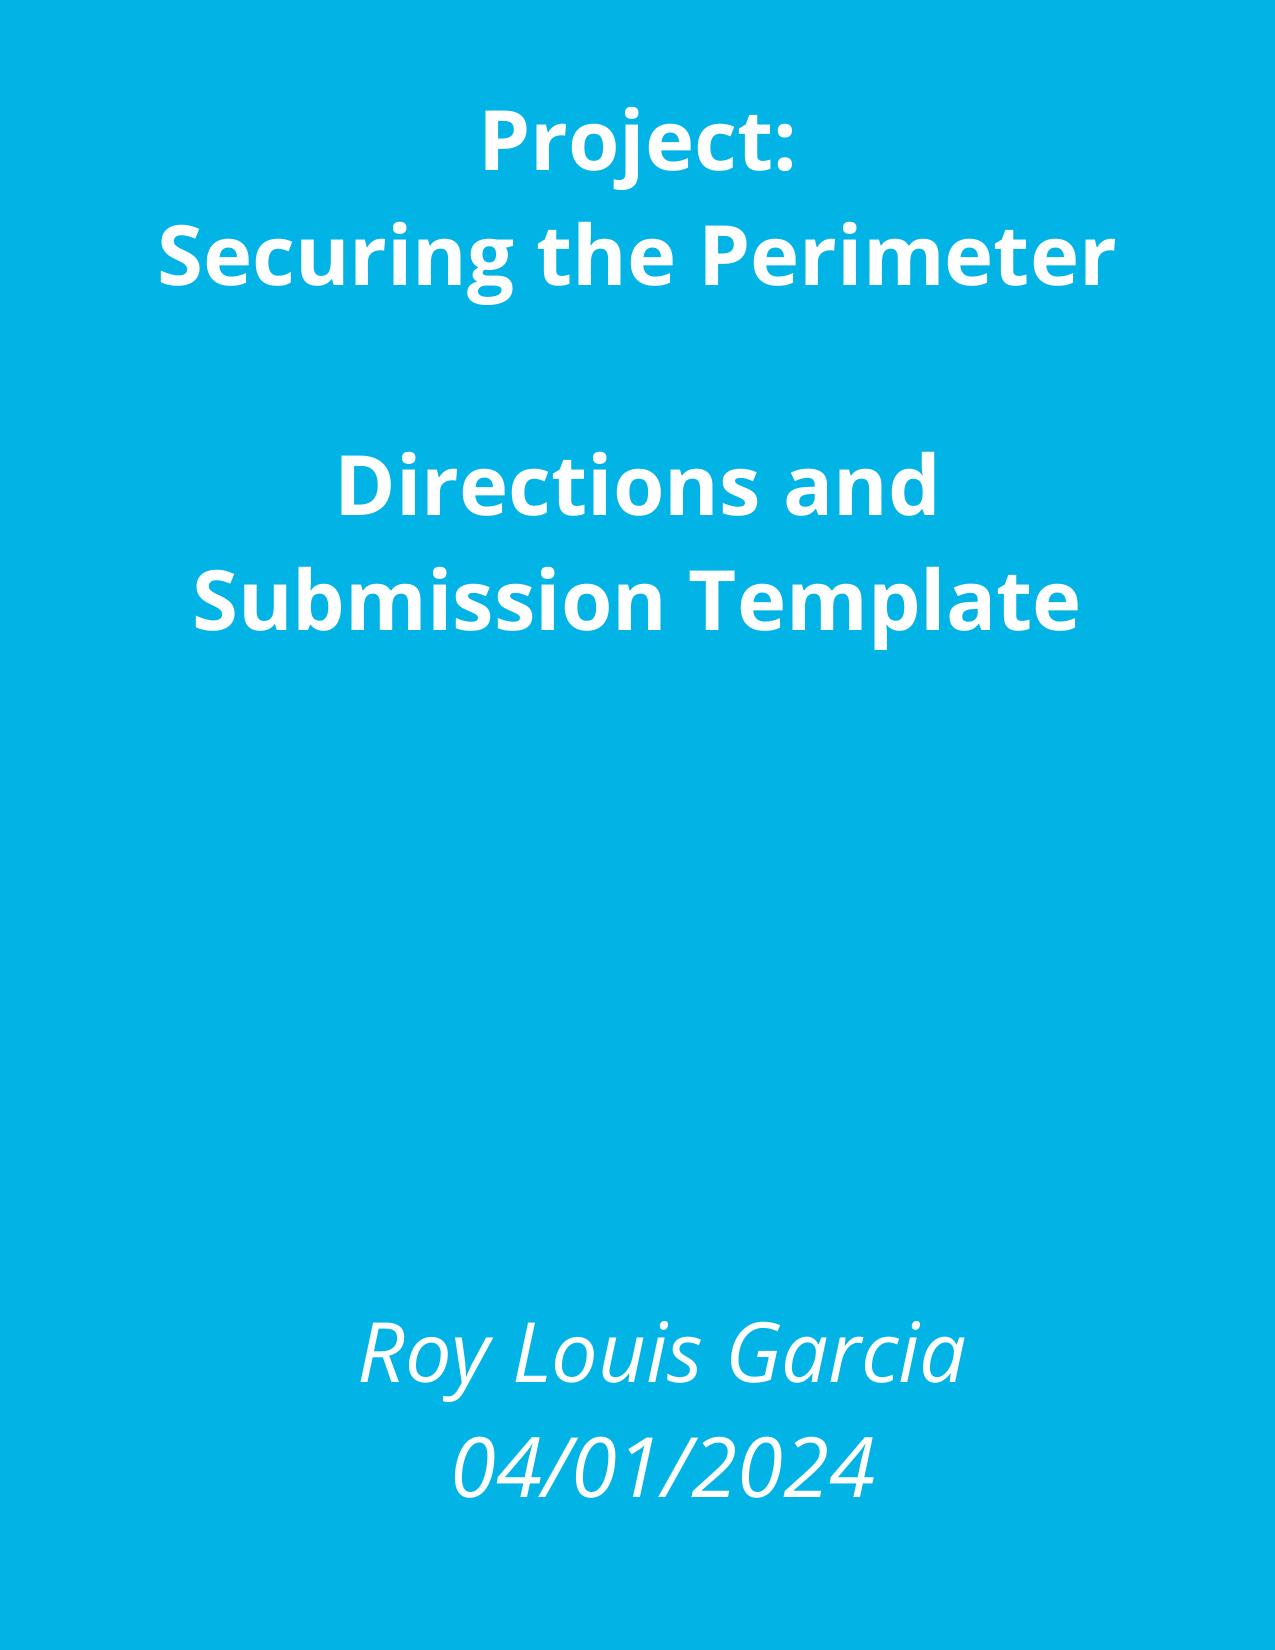 Project:
Securing the Perimeter
Directions and
Submission Template
Roy Louis Garcia
04/01/2024